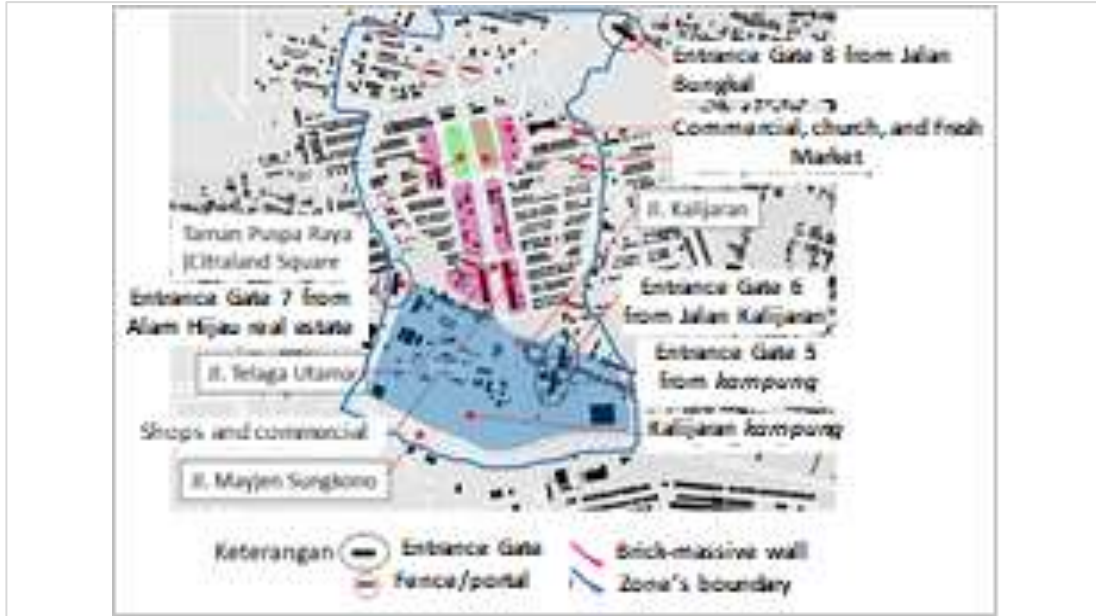 Entrance Gate 8 from Jalan
Bungkal
Commercial, church, and fresh
Market
Jl. Kalijaran
Taman Puspa Raya
(Citraland Square
Entrance Gate 7 from
Alam Hijau real estate
Entrance Gate 6
from Jalan Kalijaran
Entrance Gate 5
from kampung
Jl. Telaga Utama
Shops and commercial
Kalijaran kampung
Jl. Mayjen Sungkono
Keterangan
Entrance Gate
Brick-massive wall
Fence/portal
Zone's boundary